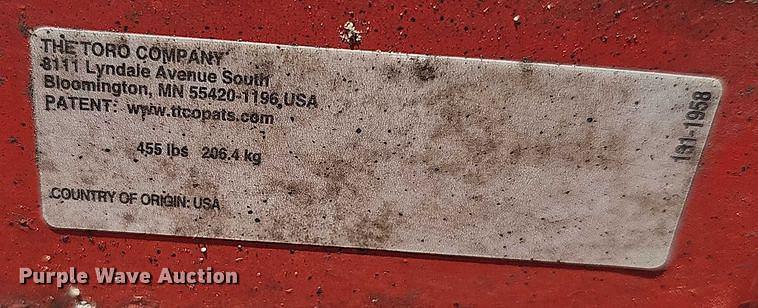 THE TORO COMPANY
8111 Lyndale Avenue South
Bloomington, MN 55420-1196, USA
PATENT: www.ttcopats.com
455 lbs 206.4 kg
COUNTRY OF ORIGIN: USA
131-1958
Purple Wave Auction